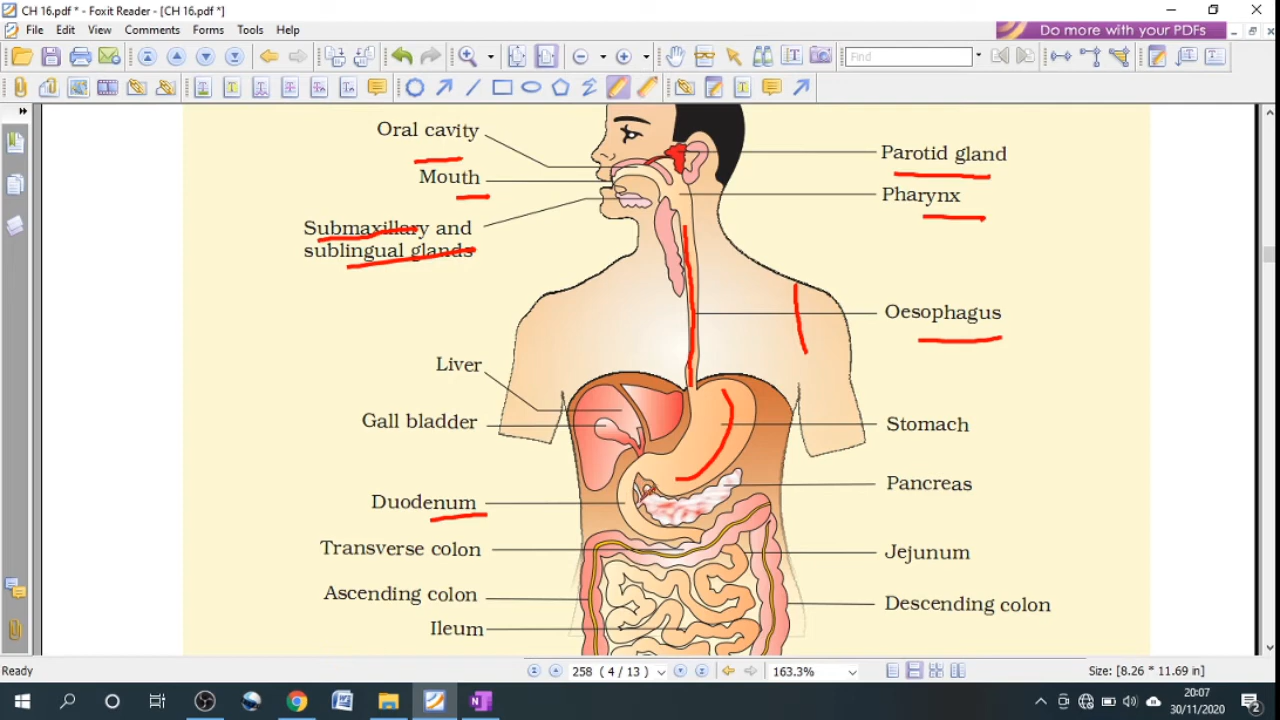 CH 16.pdf * - Foxit Reader - [CH 16.pdf *]
File Edit View Comments Forms Tools Help
Do more with your PDFs
Find
Oral cavity
Mouth
Submaxillary and
sublingual glands
Liver
Gall bladder
Duodenum
Transverse colon
Ascending colon
Ileum
Parotid gland
Pharynx
Oesophagus
Stomach
Pancreas
Jejunum
Descending colon
Ready
258 (4 / 13)
163.3%
Size: [8.26 * 11.69 in]
20:07
30/11/2020
2